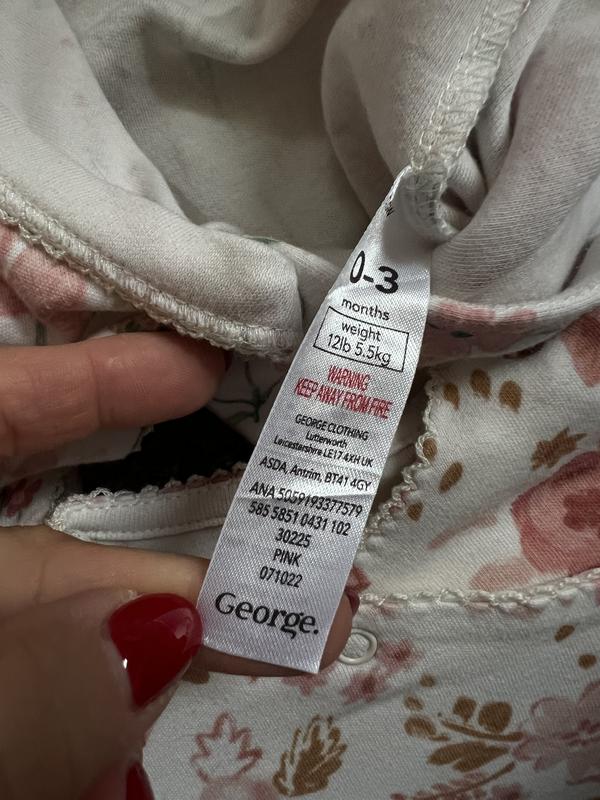 0-3
months
weight
12lb 5.5kg
WARNING
KEEP AWAY FROM FIRE
GEORGE CLOTHING
Lutterworth
Leicestershire LE17 4XH UK
ASDA, Antrim, BT41 4GY
ANA 5059193377579
585 5851 0431 102
30225
PINK
071022
George.